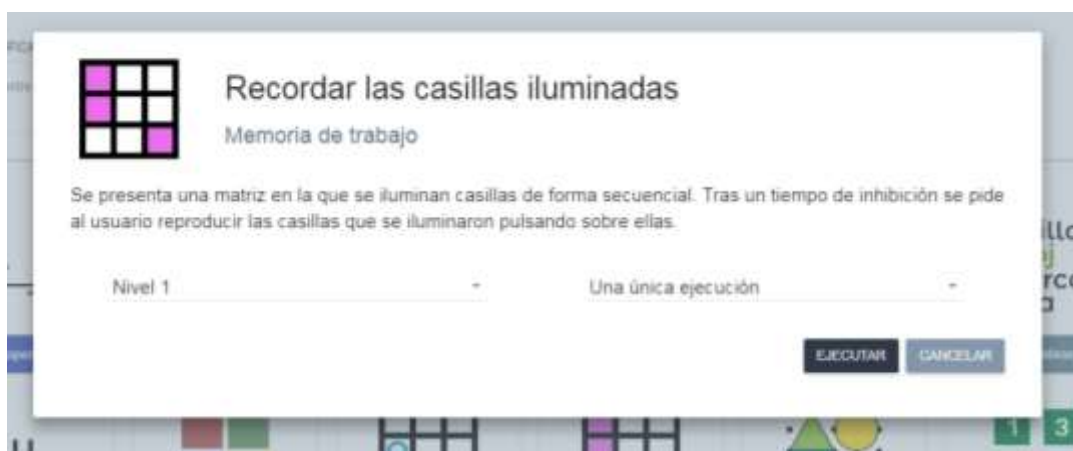 Recordar las casillas iluminadas
Memoria de trabajo
Se presenta una matriz en la que se iluminan casillas de forma secuencial. Tras un tiempo de inhibición se pide
al usuario reproducir las casillas que se iluminaron pulsando sobre ellas.
Nivel 1
Una única ejecución
EJECUTAR
CANCELAR
1 3